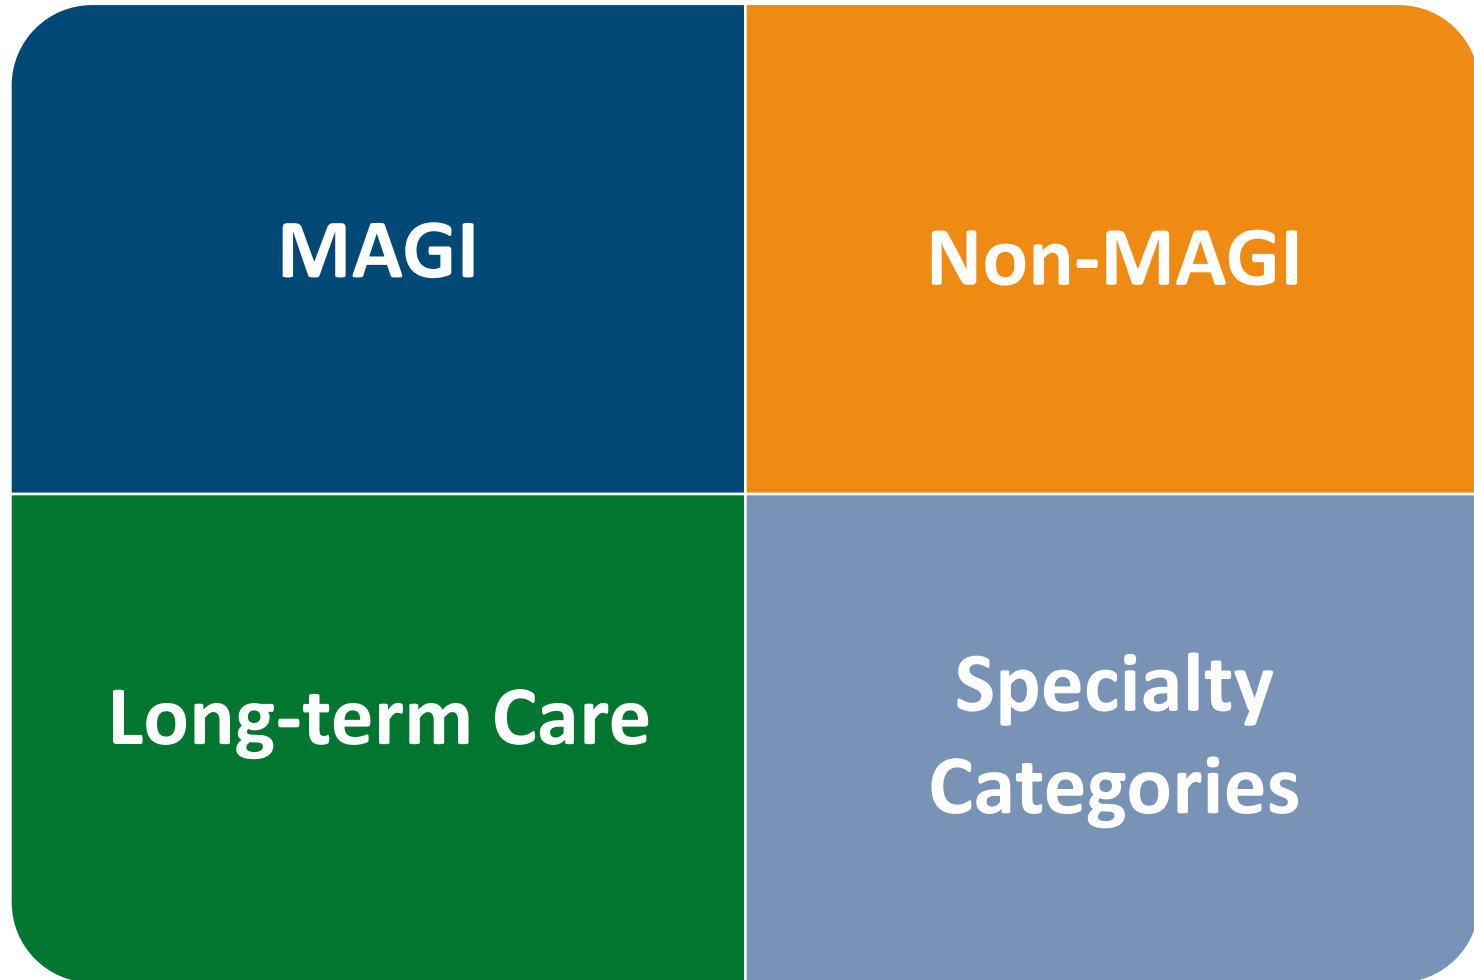 MAGI
Non-MAGI
Long-term Care
Specialty
Categories